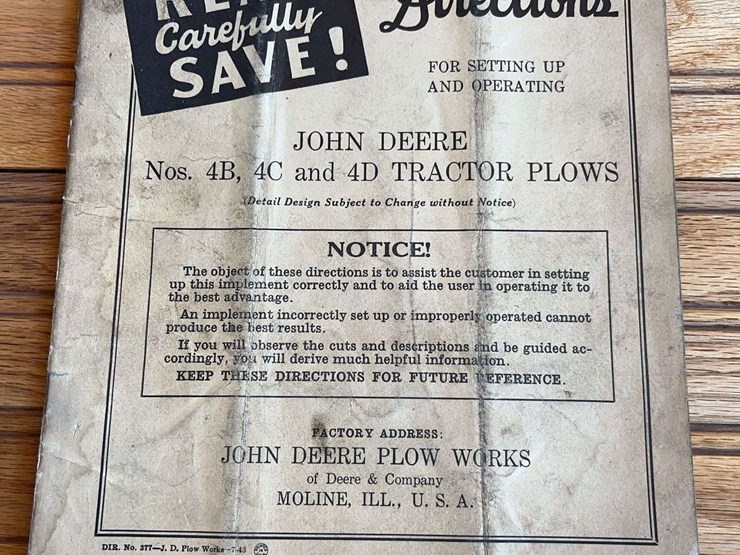 Carefully
SAVE!
Directions
FOR SETTING UP
AND OPERATING
JOHN DEERE
Nos. 4B, 4C and 4D TRACTOR PLOWS
(Detail Design Subject to Change without Notice)
NOTICE!
The object of these directions is to assist the customer in setting
up this implement correctly and to aid the user in operating it to
the best advantage.
An implement incorrectly set up or improperly operated cannot
produce the best results.
If you will observe the cuts and descriptions and be guided ac-
cordingly, you will derive much helpful information.
KEEP THESE DIRECTIONS FOR FUTURE REFERENCE.
FACTORY ADDRESS:
JOHN DEERE PLOW WORKS
of Deere & Company
MOLINE, ILL., U. S. A.
DIR. No. 377—J. D. Plow Works—7-43